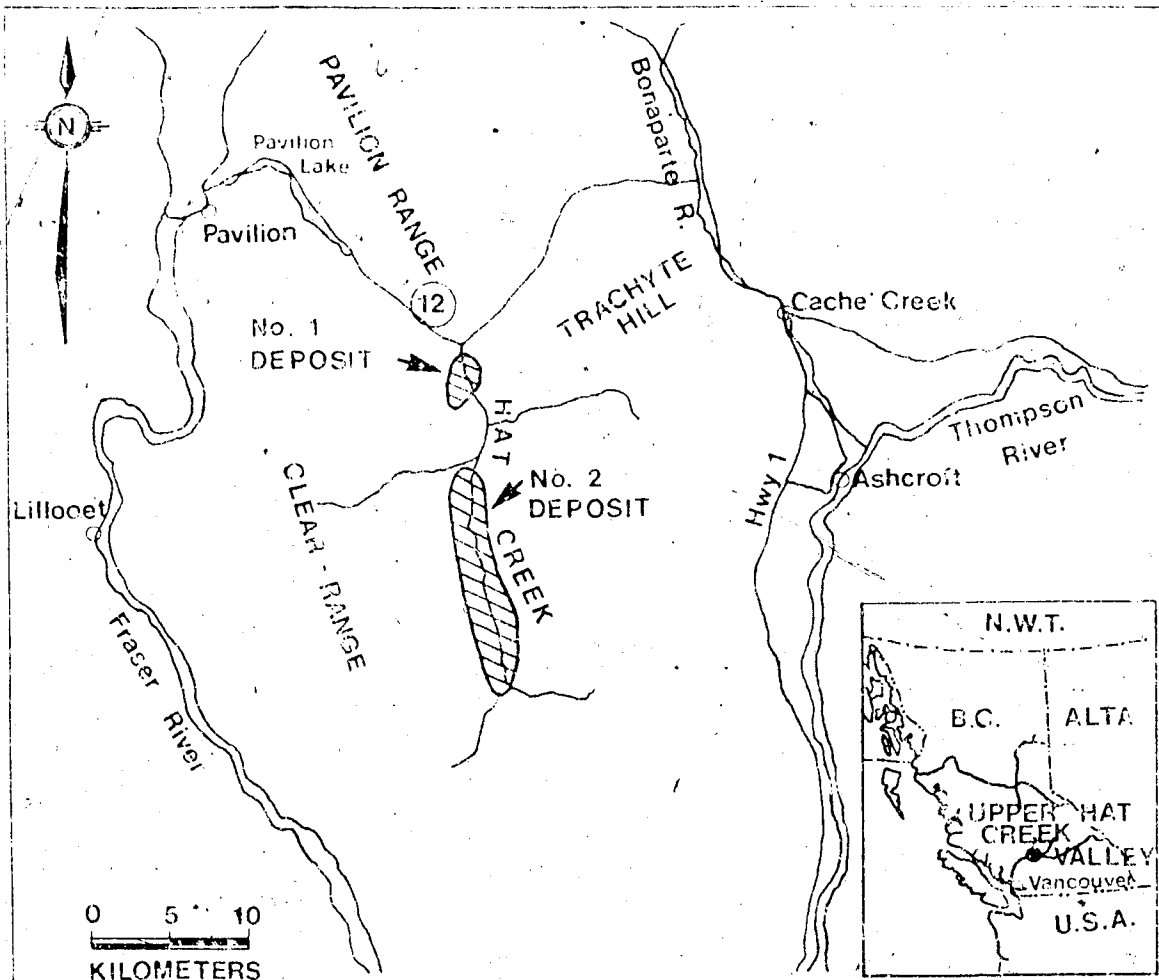 N
PAVILION RANGE
Pavilion
Lake
Pavilion
Bonaparte R.
12
TRACHYTE
HILL
Cache Creek
No. 1
DEPOSIT
HAT CREEK
Thompson
River
Ashcroft
Hwy 1
No. 2
DEPOSIT
CLEAR - RANGE
Lillooet
Fraser River
N.W.T.
B.C.
ALTA
UPPER HAT
CREEK
VALLEY
Vancouver
U.S.A.
0 5 10
KILOMETERS